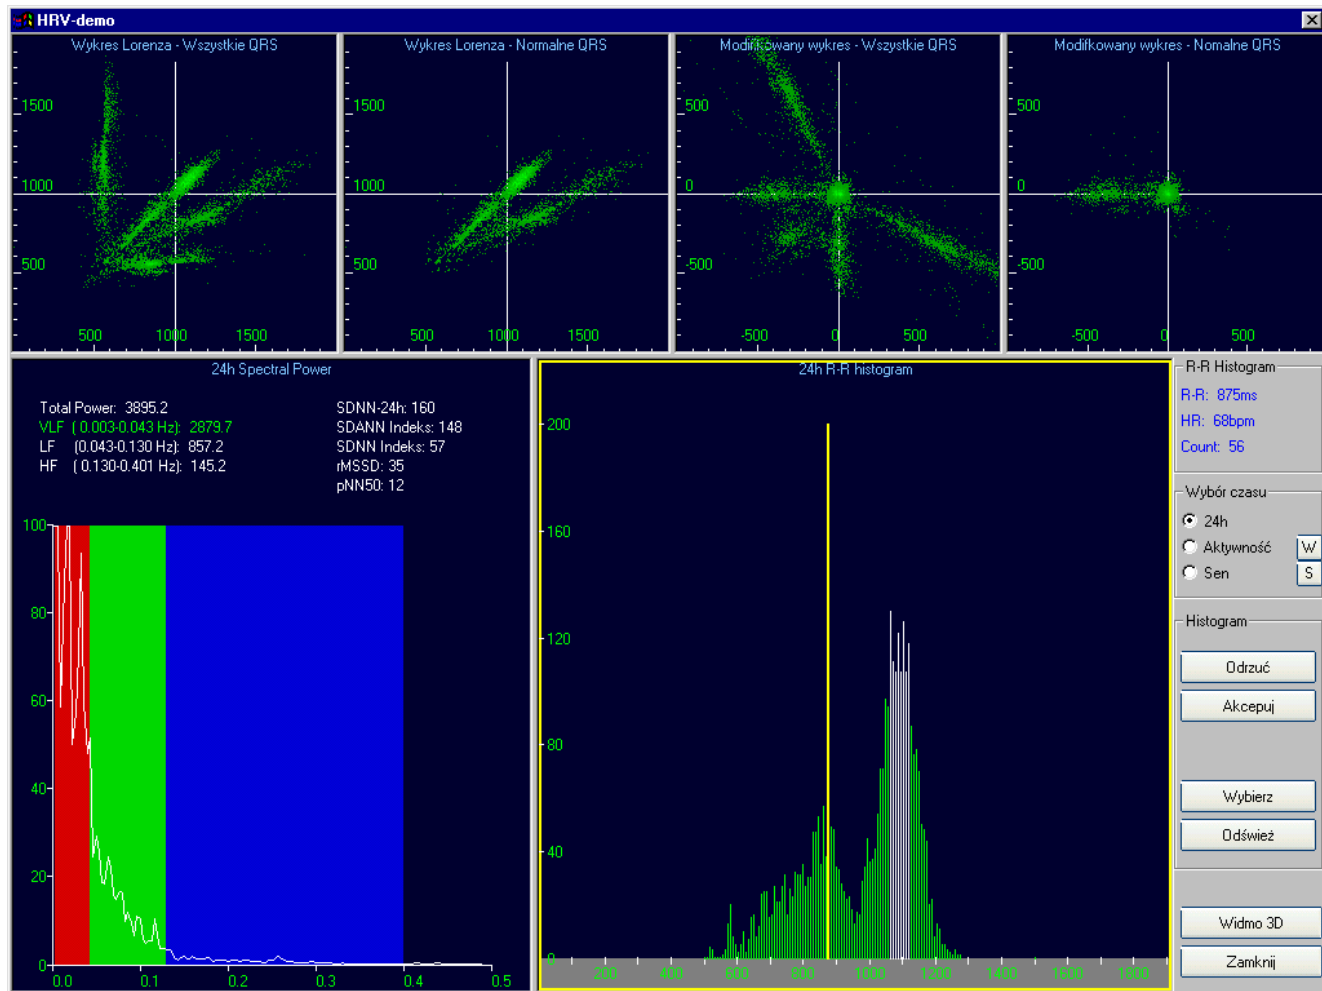 HRV-demo
Wykres Lorenza - Wszystkie QRS
1500
1000
500
500 1000 1500
Wykres Lorenza - Normalne QRS
1500
1000
500
500 1000 1500
Modifkowany wykres - Wszystkie QRS
500
0
-500
-500 0 500
Modifkowany wykres - Nomalne QRS
500
0
-500
-500 0 500
24h Spectral Power
Total Power: 3895.2
VLF ( 0.003-0.043 Hz): 2879.7
LF (0.043-0.130 Hz): 857.2
HF ( 0.130-0.401 Hz): 145.2
SDNN-24h: 160
SDANN Indeks: 148
SDNN Indeks: 57
rMSSD: 35
pNN50: 12
100
80
60
40
20
0
0.0 0.1 0.2 0.3 0.4 0.5
24h R-R histogram
200
160
120
80
40
0
200 400 600 800 1000 1200 1400 1600 1800
R-R Histogram
R-R: 875ms
HR: 68bpm
Count: 56
Wybór czasu
24h
Aktywność W
Sen S
Histogram
Odrzuć
Akcepuj
Wybierz
Odśwież
Widmo 3D
Zamknij